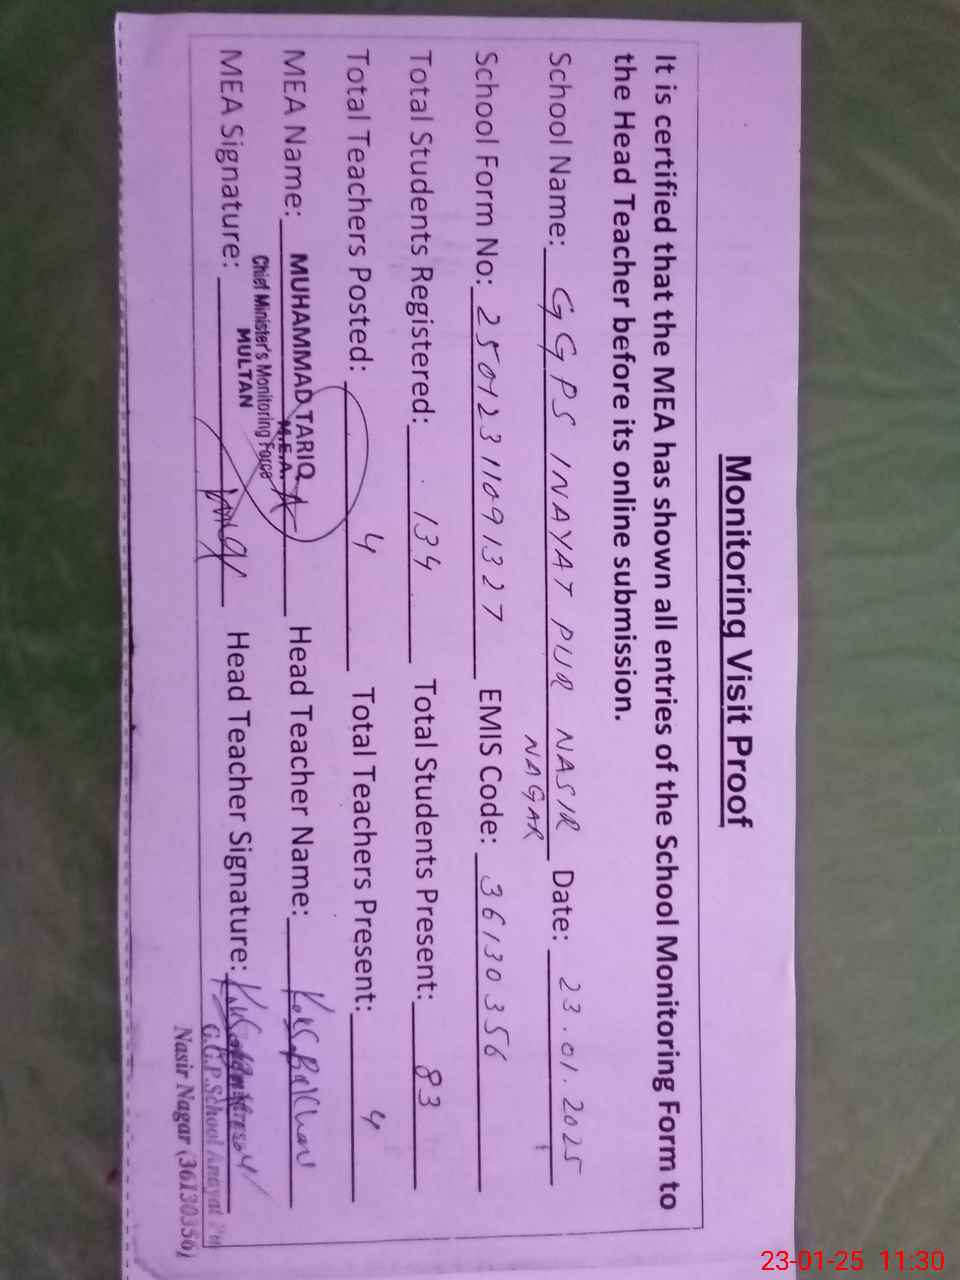 Monitoring Visit Proof
It is certified that the MEA has shown all entries of the School Monitoring Form to
the Head Teacher before its online submission.
School Name: GGPS INAYAT PUR NASIR NAGAR Date: 23.01.2025
School Form No: 25012311091327 EMIS Code: 36130356
Total Students Registered: 134 Total Students Present: 83
Total Teachers Posted: 4 Total Teachers Present: 4
MEA Name: MUHAMMAD TARIQ Head Teacher Name:
M.E.A.
Chief Minister's Monitoring Force
MULTAN
MEA Signature: Head Teacher Signature:
G.G.P.School
Nasir Nagar (36130356)
23-01-25 11:30